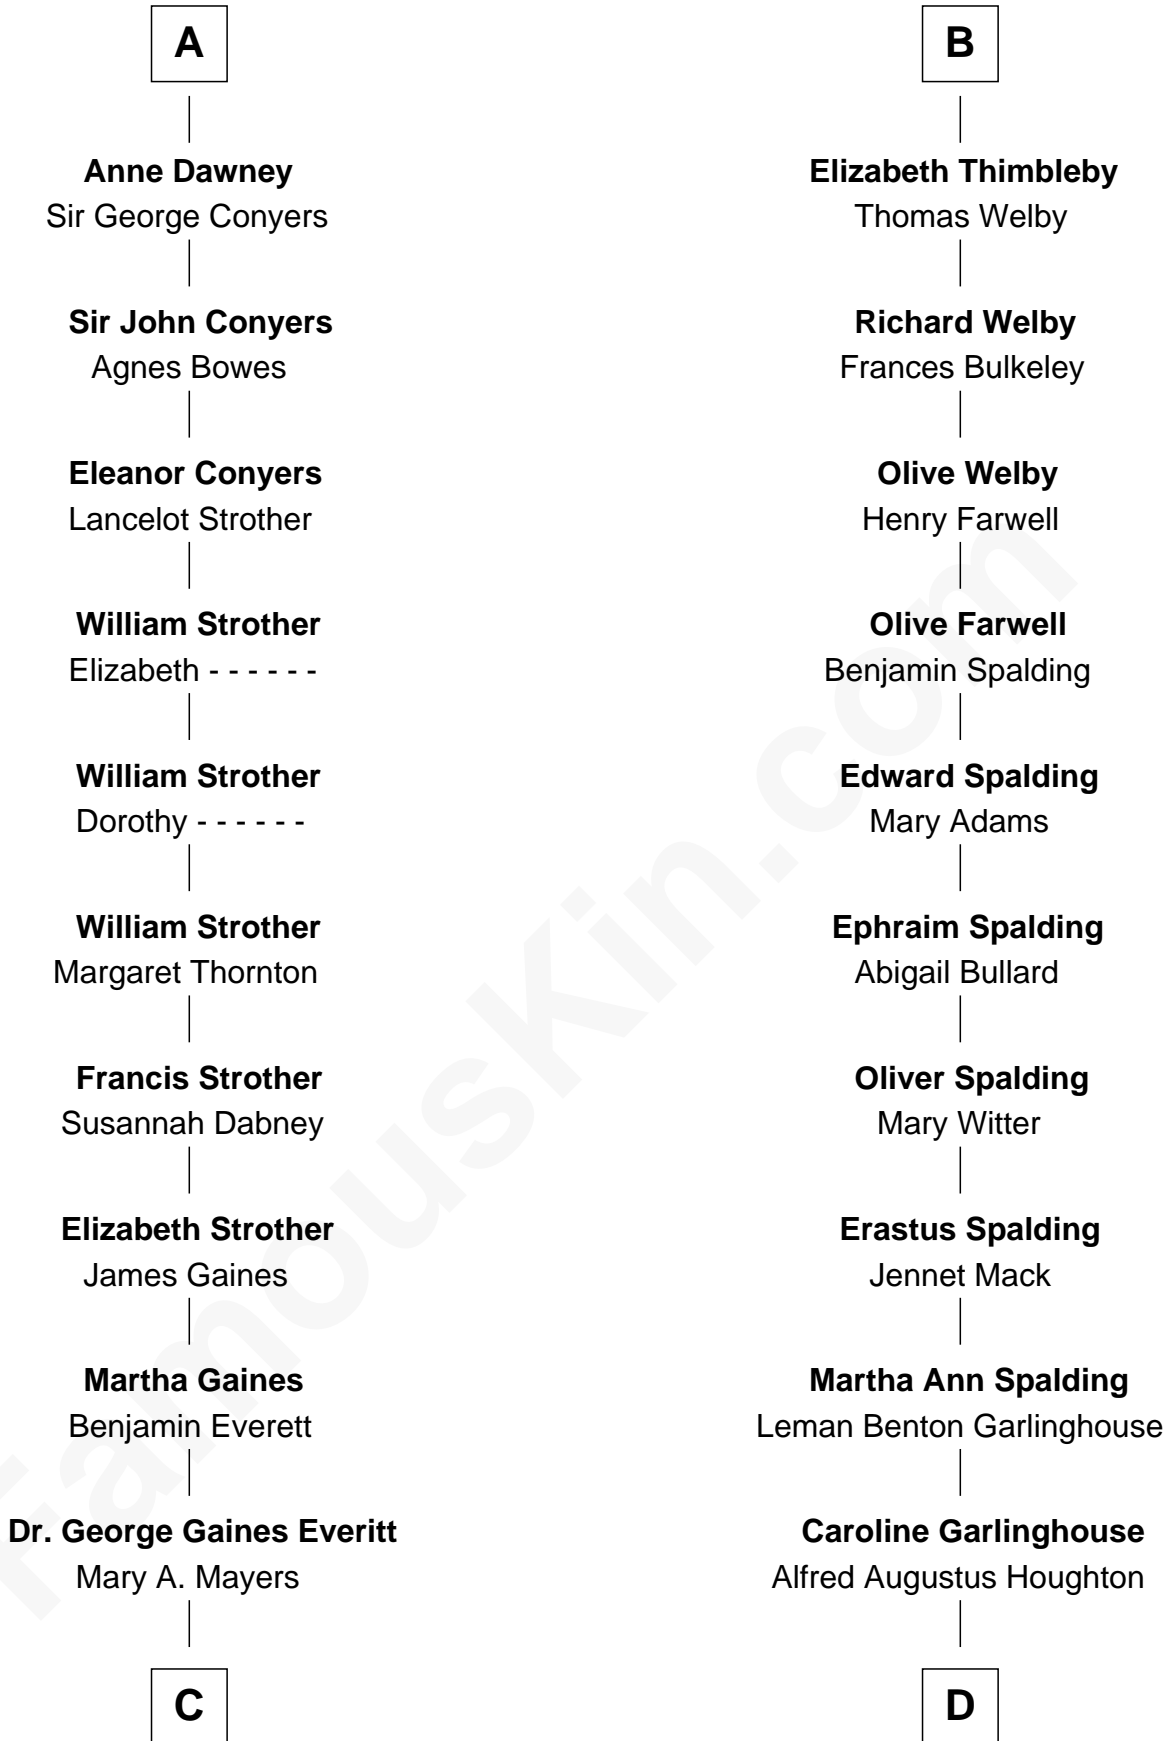 A
Anne Dawney
Sir George Conyers
Sir John Conyers
Agnes Bowes
Eleanor Conyers
Lancelot Strother
William Strother
Elizabeth - - - - - -
William Strother
Dorothy - - - - - -
William Strother
Margaret Thornton
Francis Strother
Susannah Dabney
Elizabeth Strother
James Gaines
Martha Gaines
Benjamin Everett
Dr. George Gaines Everitt
Mary A. Mayers
C
B
Elizabeth Thimbleby
Thomas Welby
Richard Welby
Frances Bulkeley
Olive Welby
Henry Farwell
Olive Farwell
Benjamin Spalding
Edward Spalding
Mary Adams
Ephraim Spalding
Abigail Bullard
Oliver Spalding
Mary Witter
Erastus Spalding
Jennet Mack
Martha Ann Spalding
Leman Benton Garlinghouse
Caroline Garlinghouse
Alfred Augustus Houghton
D
FamousKin.com